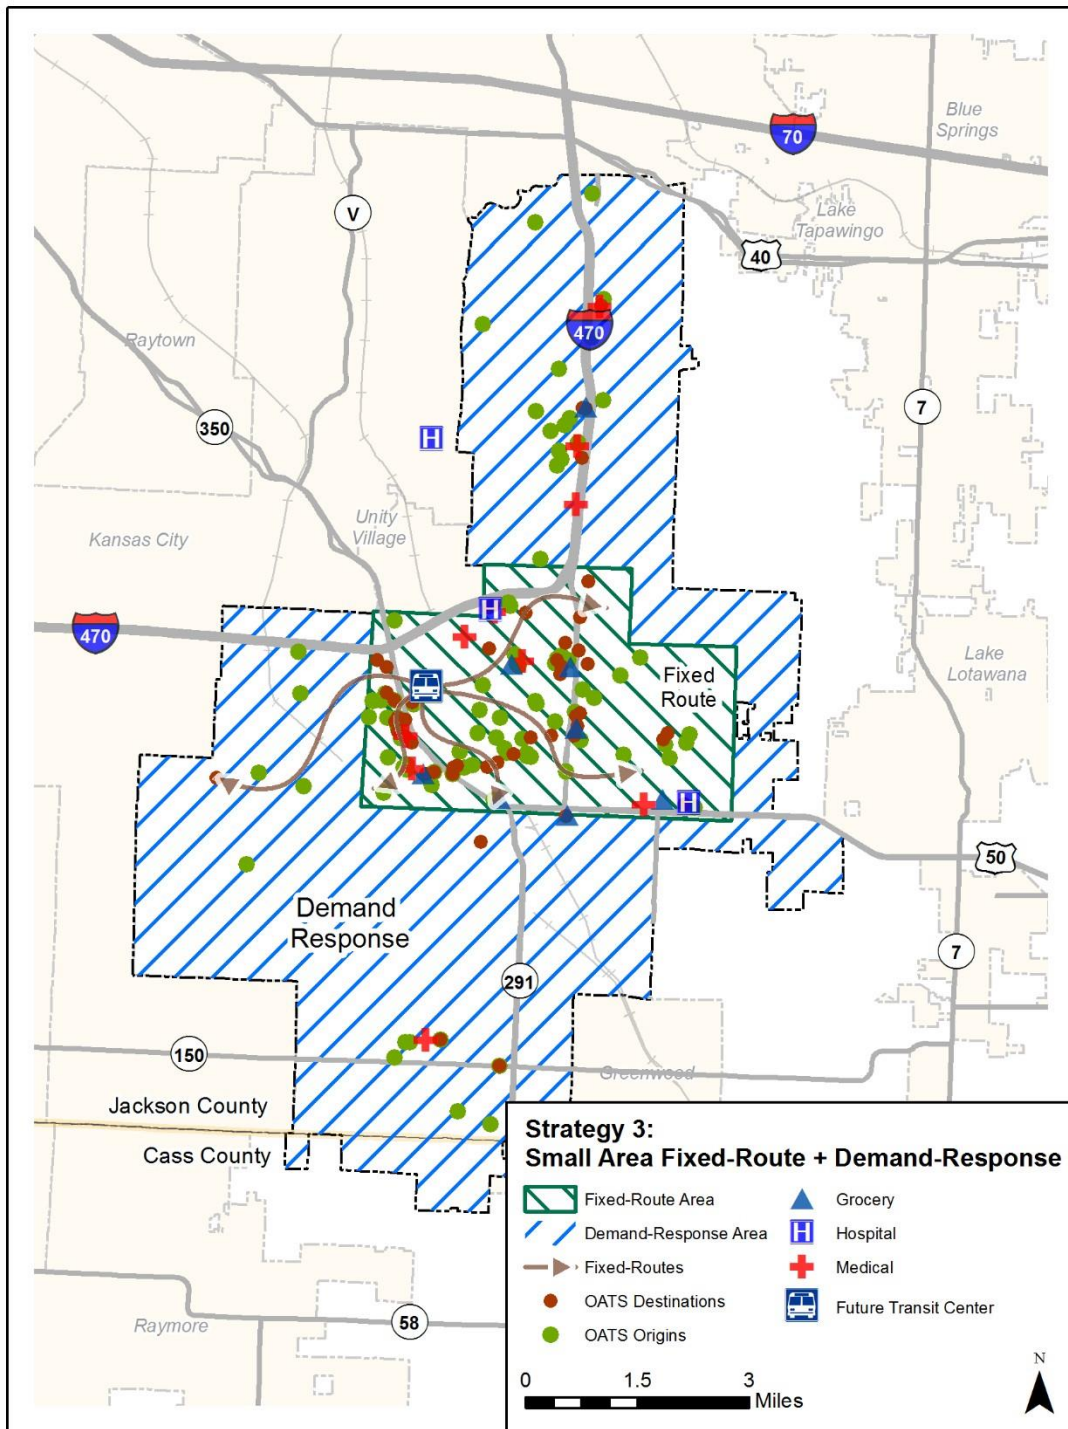 Blue
Springs
70
V
Lake
Tapawingo
40
470
Raytown
7
350
H
Unity
Village
Kansas City
H
470
Lake
Lotawana
Fixed
Route
H
50
Demand
Response
7
291
150
Greenwood
Jackson County
Cass County
Strategy 3:
Small Area Fixed-Route + Demand-Response
Fixed-Route Area
Grocery
Demand-Response Area
H Hospital
Fixed-Routes
Medical
OATS Destinations
Future Transit Center
OATS Origins
Raymore
58
0 1.5 3
Miles
N